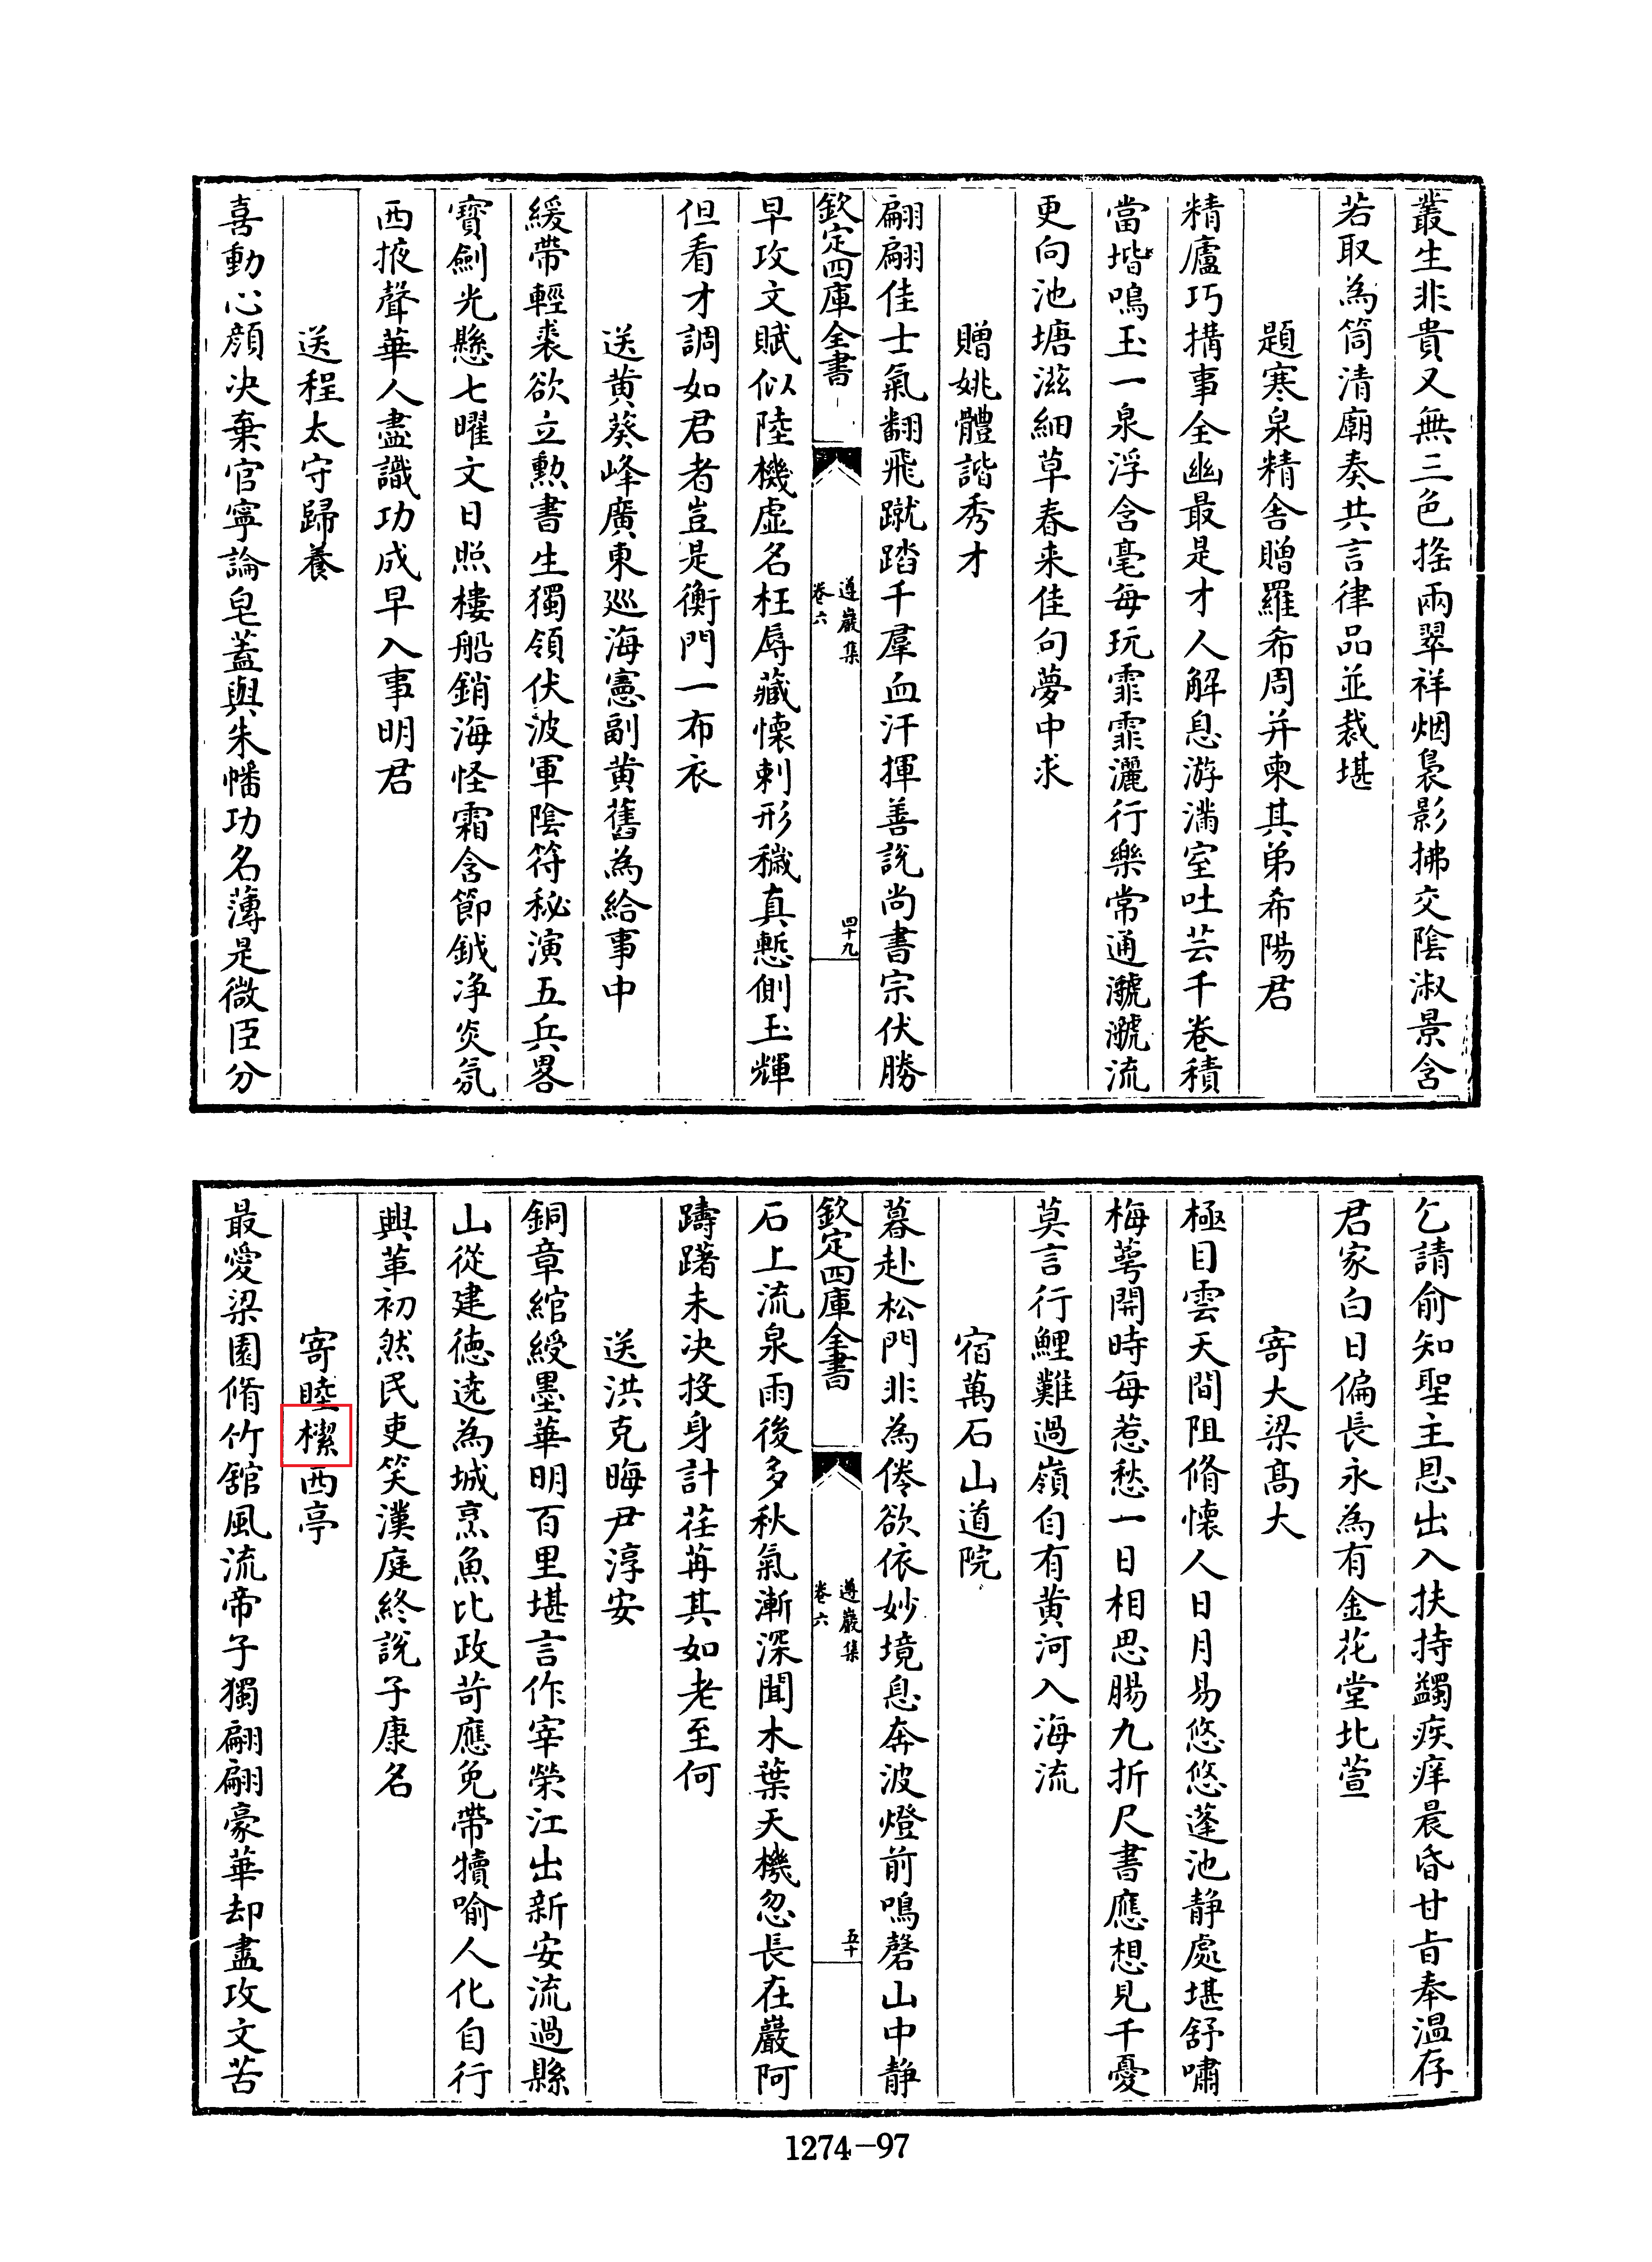 叢生非貴又無三色搖兩翠祥烟裊影拂交隂淑景含
若取為筒清廟奏共言律品並裁堪
題寒泉精舍贈羅希周并柬其弟希陽君
精廬巧搆事全幽最是才人解息游滿室吐芸千卷積
當堦鳴玉一泉浮含毫每玩霏霏灑行樂常通㶁㶁流
更向池塘滋細草春来佳句夢中求
贈姚體諧秀才
翩翩佳士氣翻飛蹴踏千羣血汗揮善說尚書宗伏勝
欽定四庫全書
遵巖集
卷六
四十九
早攻文賦似陸機虛名枉辱藏懐刺形穢真慙側玉輝
但看才調如君者豈是衡門一布衣
送黄葵峰廣東巡海憲副黄舊為給事中
緩帶輕裘欲立勲書生獨領伏波軍隂符秘演五兵畧
寶劍光懸七曜文日照樓船銷海怪霜含節鉞净炎氛
西掖聲華人盡識功成早入事明君
送程太守歸養
喜動心顔决棄官寧論皂蓋與朱幡功名薄是微臣分
乞請俞知聖主恩出入扶持蠲疾痒晨昏甘旨奉温存
君家白日偏長永為有金花堂北萱
寄大梁髙大
極目雲天間阻脩懐人日月易悠悠蓬池静處堪舒嘯
梅萼開時每惹愁一日相思腸九折尺書應想見千憂
莫言行鯉難過嶺自有黄河入海流
宿萬石山道院
暮赴松門非為倦欲依妙境息奔波燈前鳴磬山中静
欽定四庫全書
遵巖集
卷六
五十
石上流泉雨後多秋氣漸深聞木葉天機忽長在巖阿
躊躇未决投身計荏苒其如老至何
送洪克晦尹淳安
銅章綰綬墨華明百里堪言作宰榮江出新安流過縣
山從建徳遶為城烹魚比政苛應免帶犢喻人化自行
興革初然民吏笑漢庭終說子康名
寄睦㮮西亭
最愛梁園脩竹舘風流帝子獨翩翩豪華却盡攻文苦
1274-97